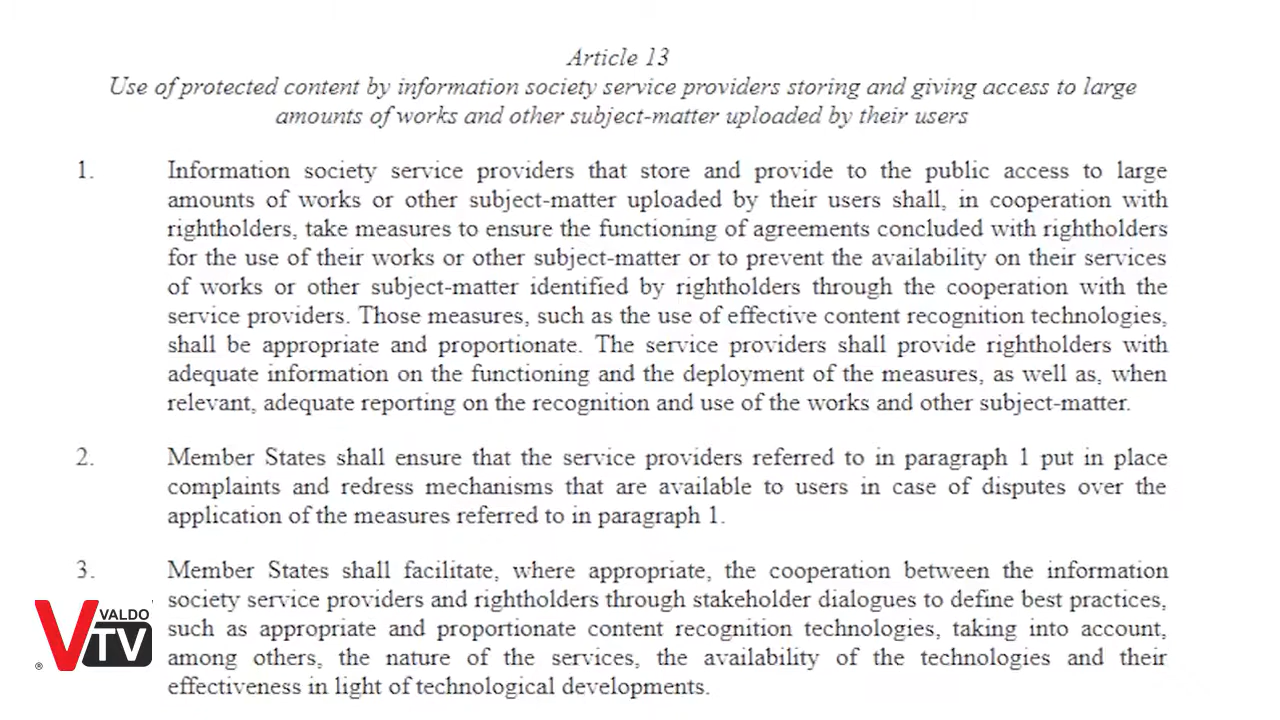 Article 13
Use of protected content by information society service providers storing and giving access to large
amounts of works and other subject-matter uploaded by their users
1. Information society service providers that store and provide to the public access to large
amounts of works or other subject-matter uploaded by their users shall, in cooperation with
rightholders, take measures to ensure the functioning of agreements concluded with rightholders
for the use of their works or other subject-matter or to prevent the availability on their services
of works or other subject-matter identified by rightholders through the cooperation with the
service providers. Those measures, such as the use of effective content recognition technologies,
shall be appropriate and proportionate. The service providers shall provide rightholders with
adequate information on the functioning and the deployment of the measures, as well as, when
relevant, adequate reporting on the recognition and use of the works and other subject-matter.
2. Member States shall ensure that the service providers referred to in paragraph 1 put in place
complaints and redress mechanisms that are available to users in case of disputes over the
application of the measures referred to in paragraph 1.
3. Member States shall facilitate, where appropriate, the cooperation between the information
society service providers and rightholders through stakeholder dialogues to define best practices,
such as appropriate and proportionate content recognition technologies, taking into account,
among others, the nature of the services, the availability of the technologies and their
effectiveness in light of technological developments.
VALDO
VTV
®